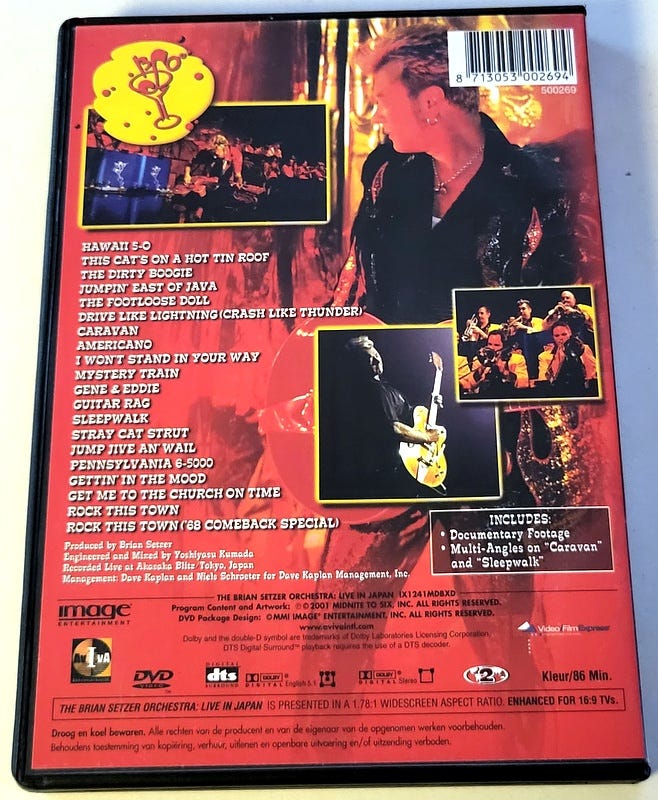 BSO
8 713053 002694
500269
HAWAII 5-O
THIS CAT'S ON A HOT TIN ROOF
THE DIRTY BOOGIE
JUMPIN' EAST OF JAVA
THE FOOTLOOSE DOLL
DRIVE LIKE LIGHTNING (CRASH LIKE THUNDER)
CARAVAN
AMERICANO
I WON'T STAND IN YOUR WAY
MYSTERY TRAIN
GENE & EDDIE
GUITAR RAG
SLEEPWALK
STRAY CAT STRUT
JUMP JIVE AN' WAIL
PENNSYLVANIA 6-5000
GETTIN' IN THE MOOD
GET ME TO THE CHURCH ON TIME
ROCK THIS TOWN
ROCK THIS TOWN ('68 COMEBACK SPECIAL)
INCLUDES:
• Documentary Footage
• Multi-Angles on "Caravan"
and "Sleepwalk"
Produced by Brian Setzer
Engineered and Mixed by Yoshiyasu Kumada
Recorded Live at Akasaka Blitz/Tokyo, Japan
Management: Dave Kaplan and Niels Schroeter for Dave Kaplan Management, Inc.
image
ENTERTAINMENT
THE BRIAN SETZER ORCHESTRA: LIVE IN JAPAN IX1241MDBXD
Program Content and Artwork: ℗© 2001 MIDNITE TO SIX, INC. ALL RIGHTS RESERVED.
DVD Package Design: ©MMI IMAGE ENTERTAINMENT, INC. ALL RIGHTS RESERVED.
www.aviveintl.com
Dolby and the double-D symbol are trademarks of Dolby Laboratories Licensing Corporation.
DTS Digital Surround™ playback requires the use of a DTS decoder.
Video/Film Express
AVIVA
DVD
VIDEO
DIGITAL
dts
SURROUND
DOLBY
DIGITAL English 5.1
DOLBY
DIGITAL Stereo
2
Kleur/86 Min.
THE BRIAN SETZER ORCHESTRA: LIVE IN JAPAN IS PRESENTED IN A 1.78:1 WIDESCREEN ASPECT RATIO. ENHANCED FOR 16:9 TVs.
Droog en koel bewaren. Alle rechten van de producent en van de eigenaar van de opgenomen werken voorbehouden.
Behoudens toestemming van kopiëring, verhuur, uitlenen en openbare uitvoering en/of uitzending verboden.